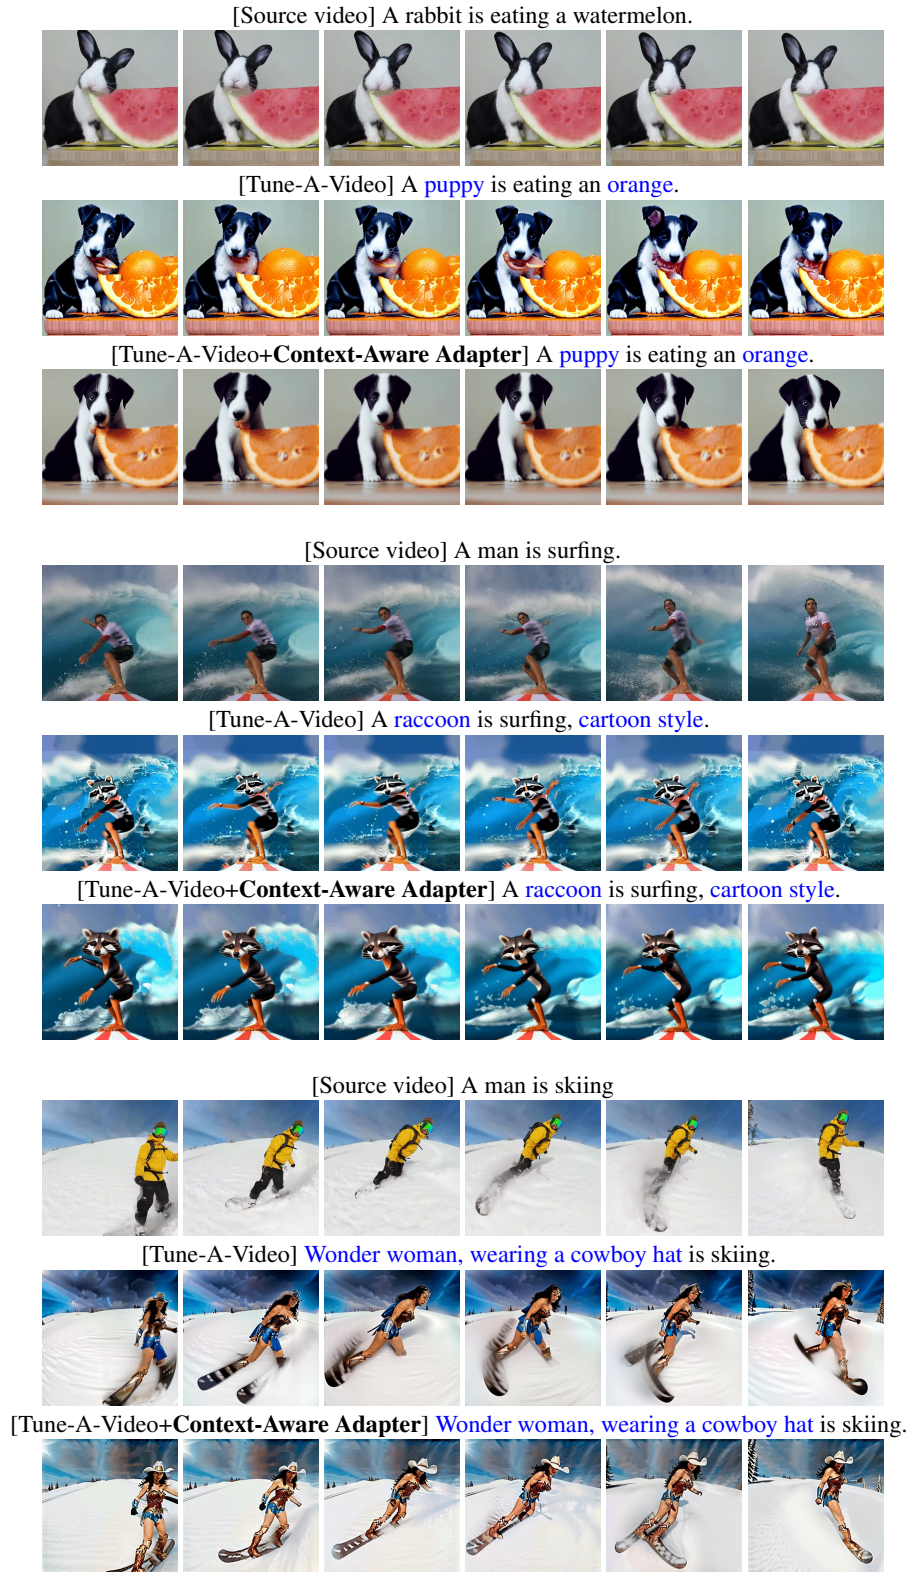 [Source video] A rabbit is eating a watermelon.
[Tune-A-Video] A puppy is eating an orange.
[Tune-A-Video+Context-Aware Adapter] A puppy is eating an orange.
[Source video] A man is surfing.
[Tune-A-Video] A raccoon is surfing, cartoon style.
[Tune-A-Video+Context-Aware Adapter] A raccoon is surfing, cartoon style.
[Source video] A man is skiing
[Tune-A-Video] Wonder woman, wearing a cowboy hat is skiing.
[Tune-A-Video+Context-Aware Adapter] Wonder woman, wearing a cowboy hat is skiing.